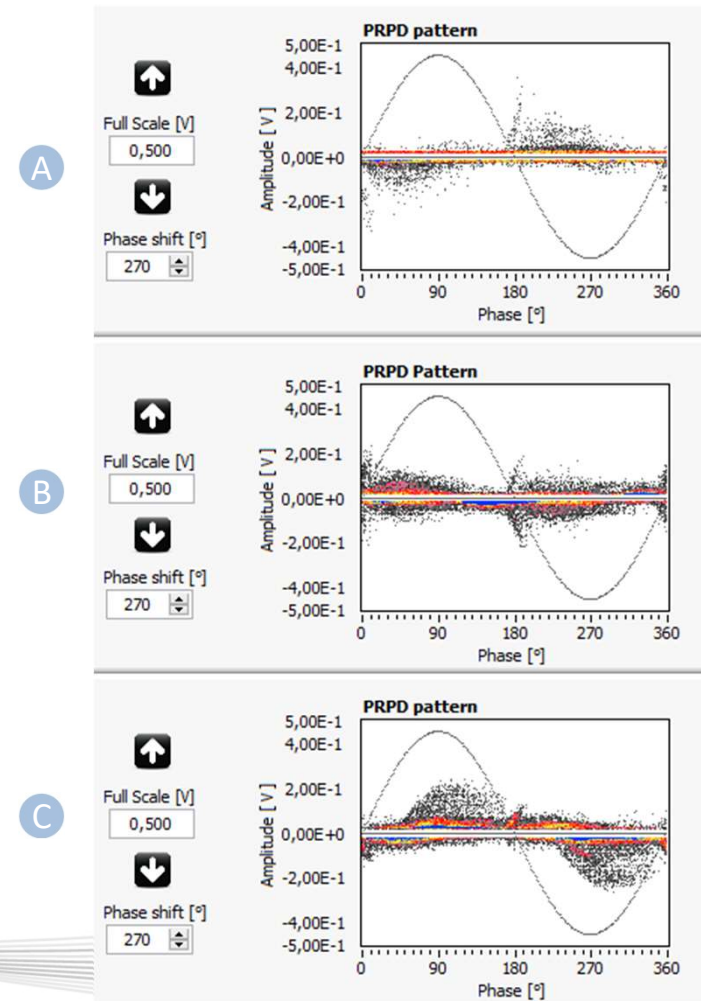 A
PRPD pattern
Full Scale [V]
0,500
Phase shift [º]
270
Amplitude [ V ]
5,00E-1
4,00E-1
2,00E-1
0,00E+0
-2,00E-1
-4,00E-1
-5,00E-1
0 90 180 270 360
Phase [º]
B
PRPD Pattern
Full Scale [V]
0,500
Phase shift [º]
270
Amplitude [ V ]
5,00E-1
4,00E-1
2,00E-1
0,00E+0
-2,00E-1
-4,00E-1
-5,00E-1
0 90 180 270 360
Phase [º]
C
PRPD pattern
Full Scale [V]
0,500
Phase shift [º]
270
Amplitude [ V ]
5,00E-1
4,00E-1
2,00E-1
0,00E+0
-2,00E-1
-4,00E-1
-5,00E-1
0 90 180 270 360
Phase [º]